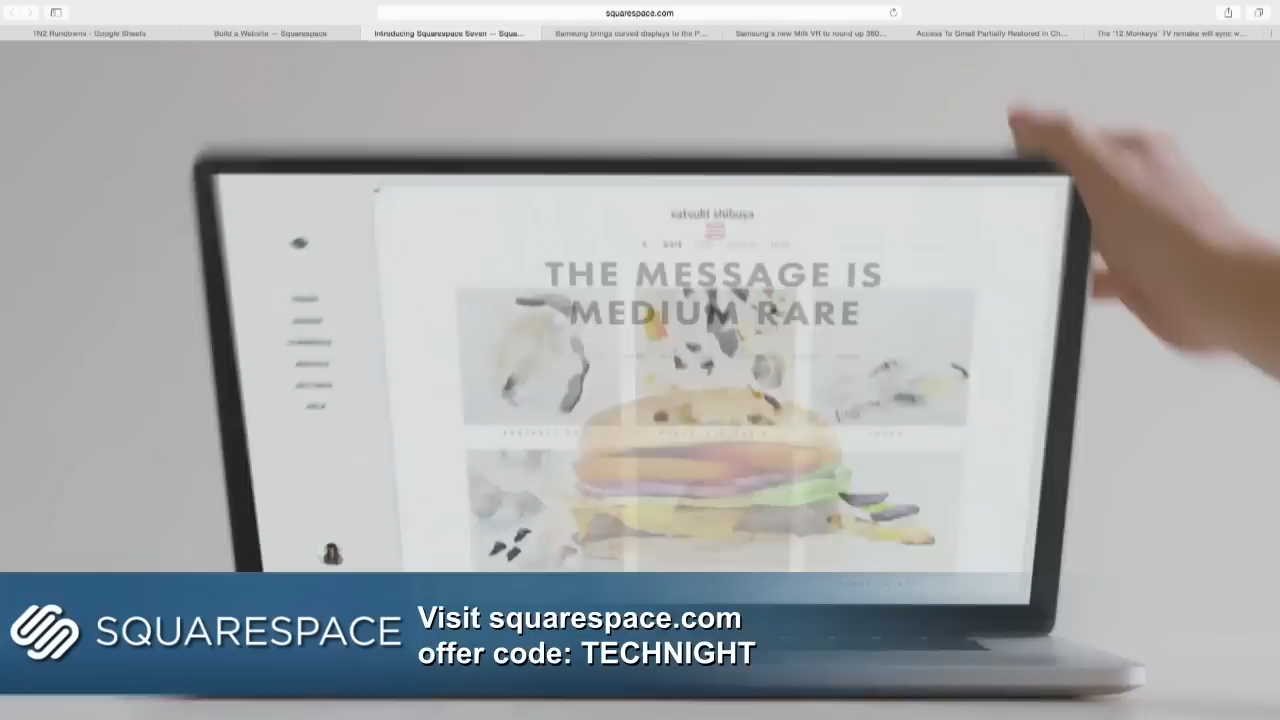 squarespace.com
TN2 Rundowns - Google Sheets
Build a Website — Squarespace
Introducing Squarespace Seven — Squa...
Samsung brings curved displays to the P...
Samsung's new Milk VR to round up 360...
Access To Gmail Partially Restored In Ch...
The '12 Monkeys' TV remake will sync w...
satsuki shibuya
THE MESSAGE IS
MEDIUM RARE
SQUARESPACE
Visit squarespace.com
offer code: TECHNIGHT